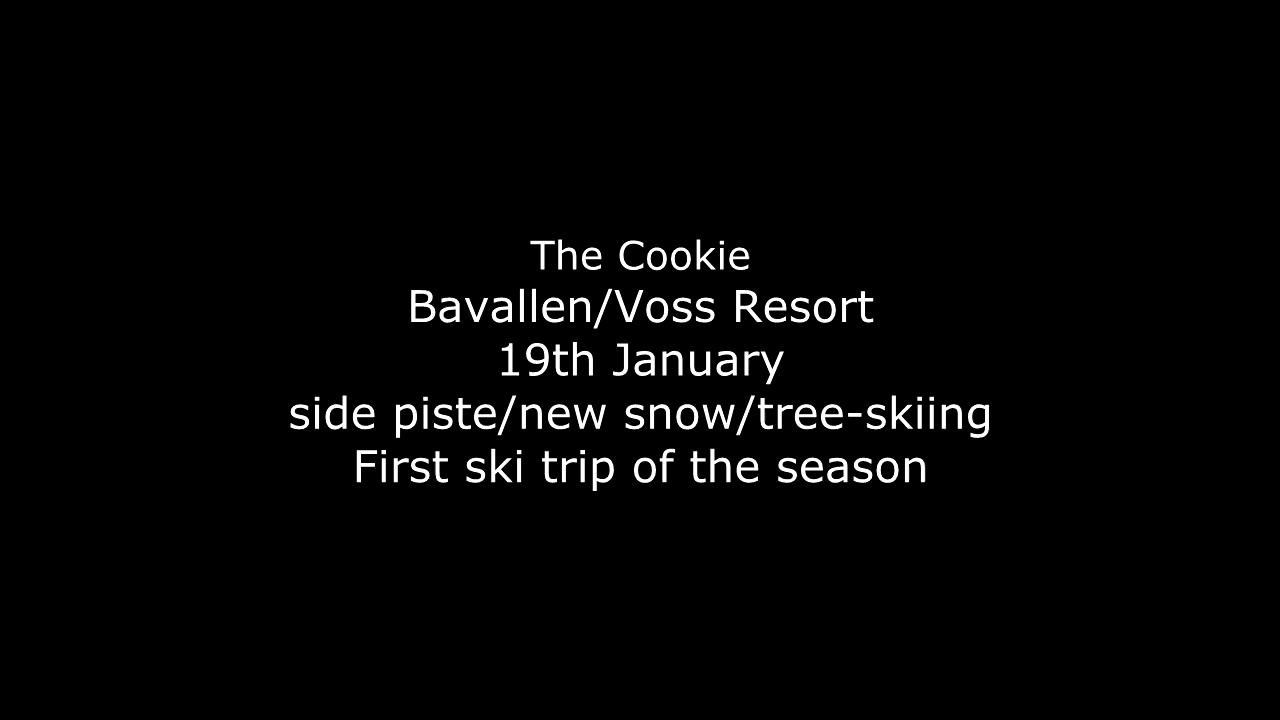 The Cookie
Bavallen/Voss Resort
19th January
side piste/new snow/tree-skiing
First ski trip of the season